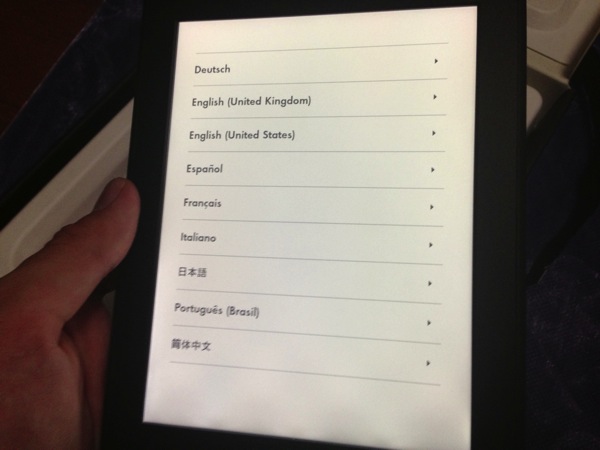 Deutsch
English (United Kingdom)
English (United States)
Español
Français
Italiano
日本語
Português (Brasil)
简体中文